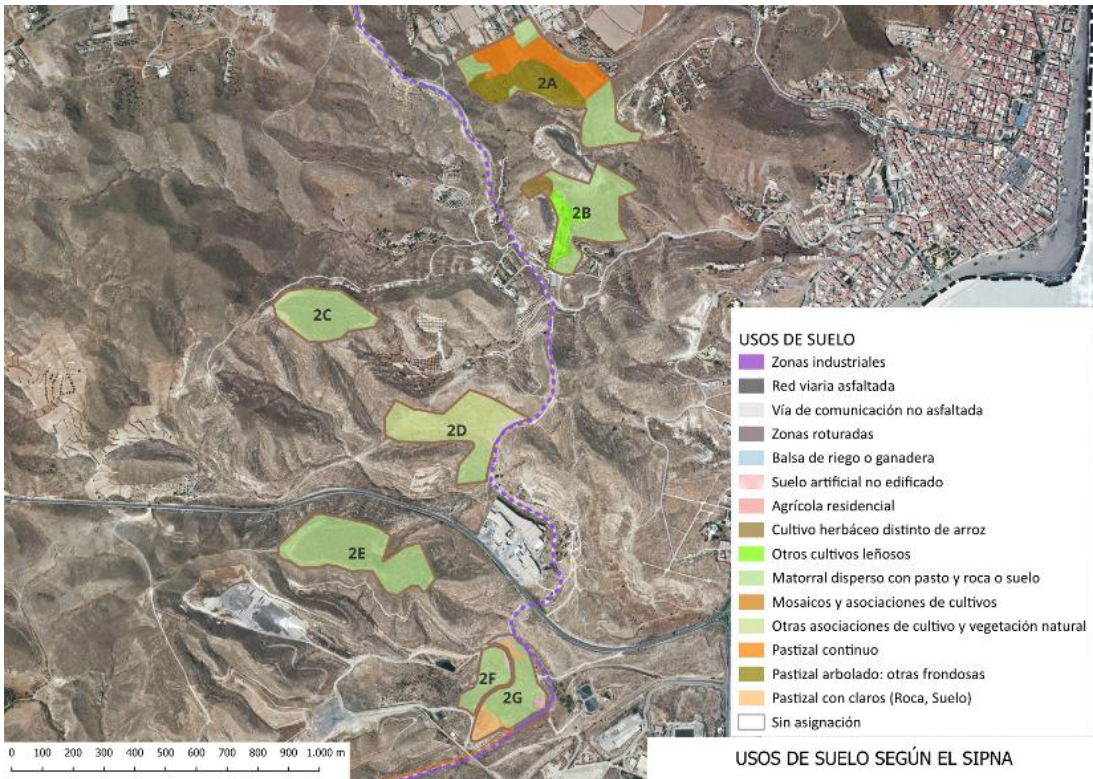 2A
2B
2C
2D
2E
2F
2G
USOS DE SUELO
Zonas industriales
Red viaria asfaltada
Vía de comunicación no asfaltada
Zonas roturadas
Balsa de riego o ganadera
Suelo artificial no edificado
Agrícola residencial
Cultivo herbáceo distinto de arroz
Otros cultivos leñosos
Matorral disperso con pasto y roca o suelo
Mosaicos y asociaciones de cultivos
Otras asociaciones de cultivo y vegetación natural
Pastizal continuo
Pastizal arbolado: otras frondosas
Pastizal con claros (Roca, Suelo)
Sin asignación
0 100 200 300 400 500 600 700 800 900 1.000 m
USOS DE SUELO SEGÚN EL SIPNA